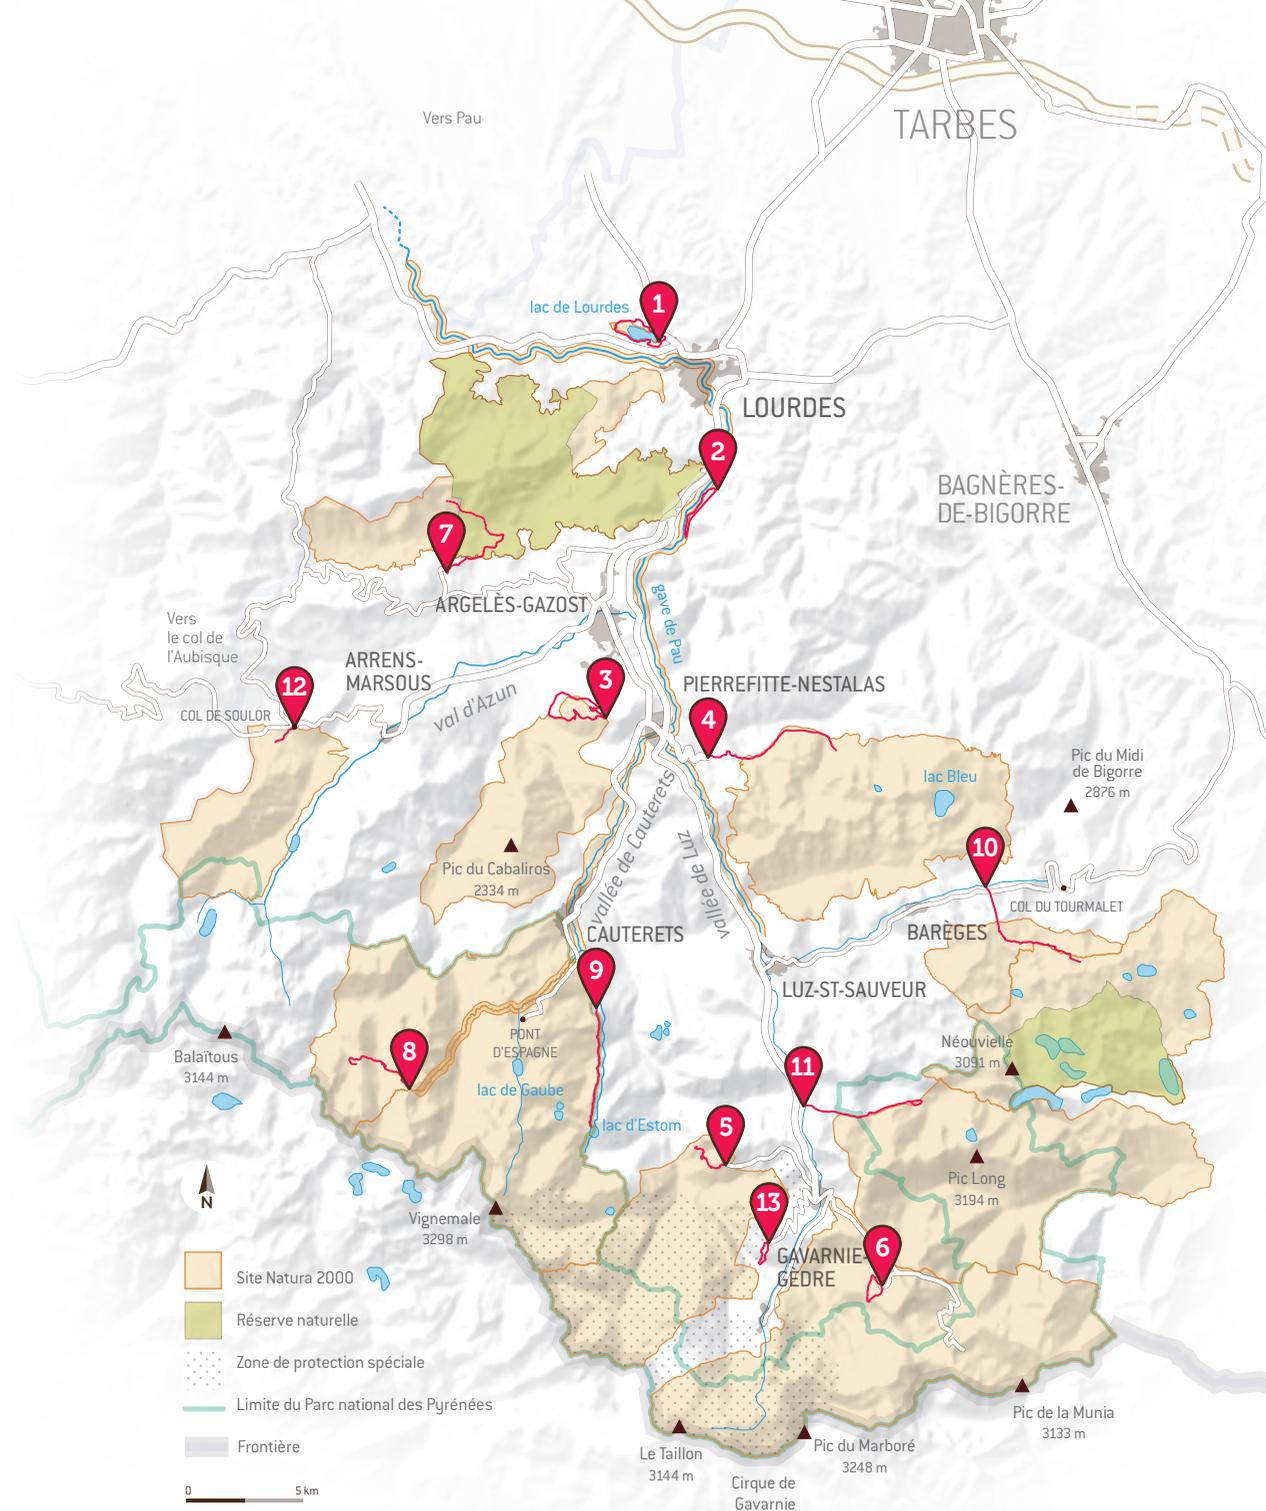 Vers Pau
TARBES
lac de Lourdes
1
LOURDES
2
BAGNÈRES-
DE-BIGORRE
7
ARGELÈS-GAZOST
gave de Pau
Vers
le col de
l'Aubisque
ARRENS-
MARSOUS
12
COL DE SOULOR
val d'Azun
3
PIERREFITTE-NESTALAS
4
Pic du Midi
de Bigorre
2876 m
lac Bleu
vallée de Cauterets
vallée de Luz
Pic du Cabaliros
2334 m
10
COL DU TOURMALET
CAUTERETS
BARÈGES
9
LUZ-ST-SAUVEUR
PONT
D'ESPAGNE
8
Balaïtous
3144 m
Néouvielle
3091 m
11
lac de Gaube
lac d'Estom
5
Pic Long
3194 m
N
13
Vignemale
3298 m
GAVARNIE-
GÈDRE
6
Site Natura 2000
Réserve naturelle
Zone de protection spéciale
Limite du Parc national des Pyrénées
Frontière
0 5 km
Pic de la Munia
3133 m
Le Taillon
3144 m
Pic du Marboré
3248 m
Cirque de
Gavarnie